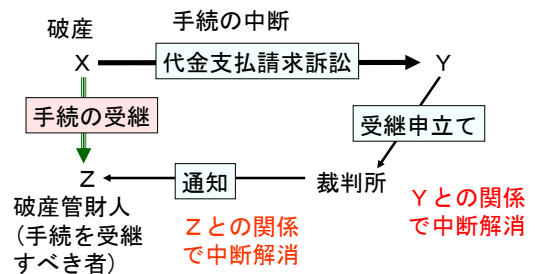 手続の中断
破産
X
代金支払請求訴訟
Y
手続の受継
受継申立て
Z
通知
裁判所
破産管財人
(手続を受継
すべき者)
Zとの関係
で中断解消
Yとの関係
で中断解消